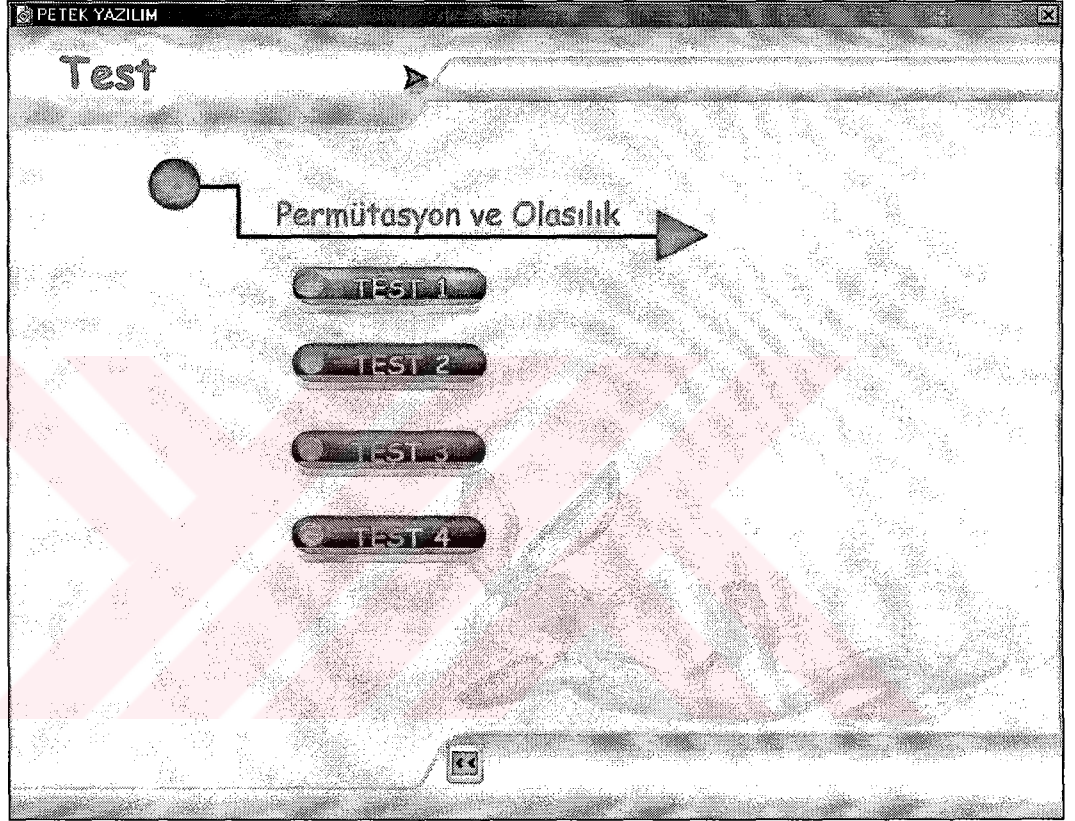 PETEK YAZILIM
Test
Permütasyon ve Olasılık
TEST 1
TEST 2
TEST 3
TEST 4